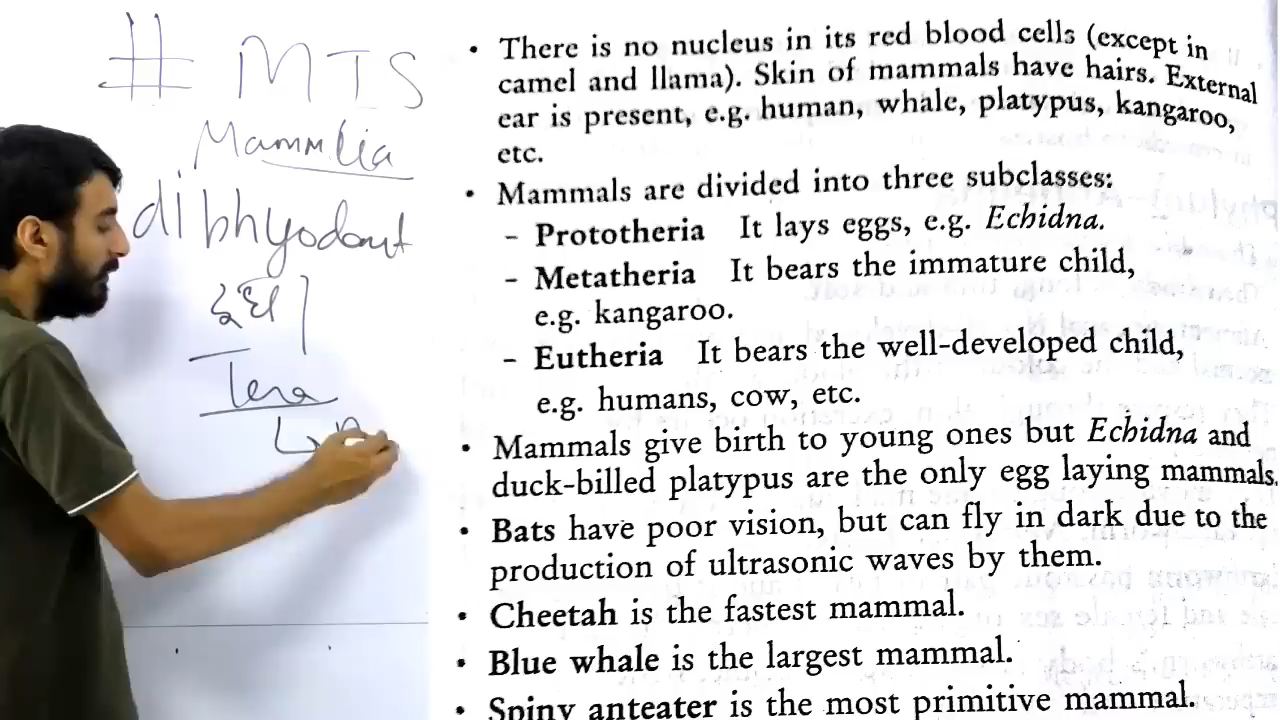 # MTS
Mammlia
diphyodont
Tera
• There is no nucleus in its red blood cells (except in
camel and llama). Skin of mammals have hairs. External
ear is present, e.g. human, whale, platypus, kangaroo,
etc.
• Mammals are divided into three subclasses:
- Prototheria It lays eggs, e.g. Echidna.
- Metatheria It bears the immature child,
e.g. kangaroo.
- Eutheria It bears the well-developed child,
e.g. humans, cow, etc.
• Mammals give birth to young ones but Echidna and
duck-billed platypus are the only egg laying mammals.
• Bats have poor vision, but can fly in dark due to the
production of ultrasonic waves by them.
• Cheetah is the fastest mammal.
• Blue whale is the largest mammal.
• Spiny anteater is the most primitive mammal.